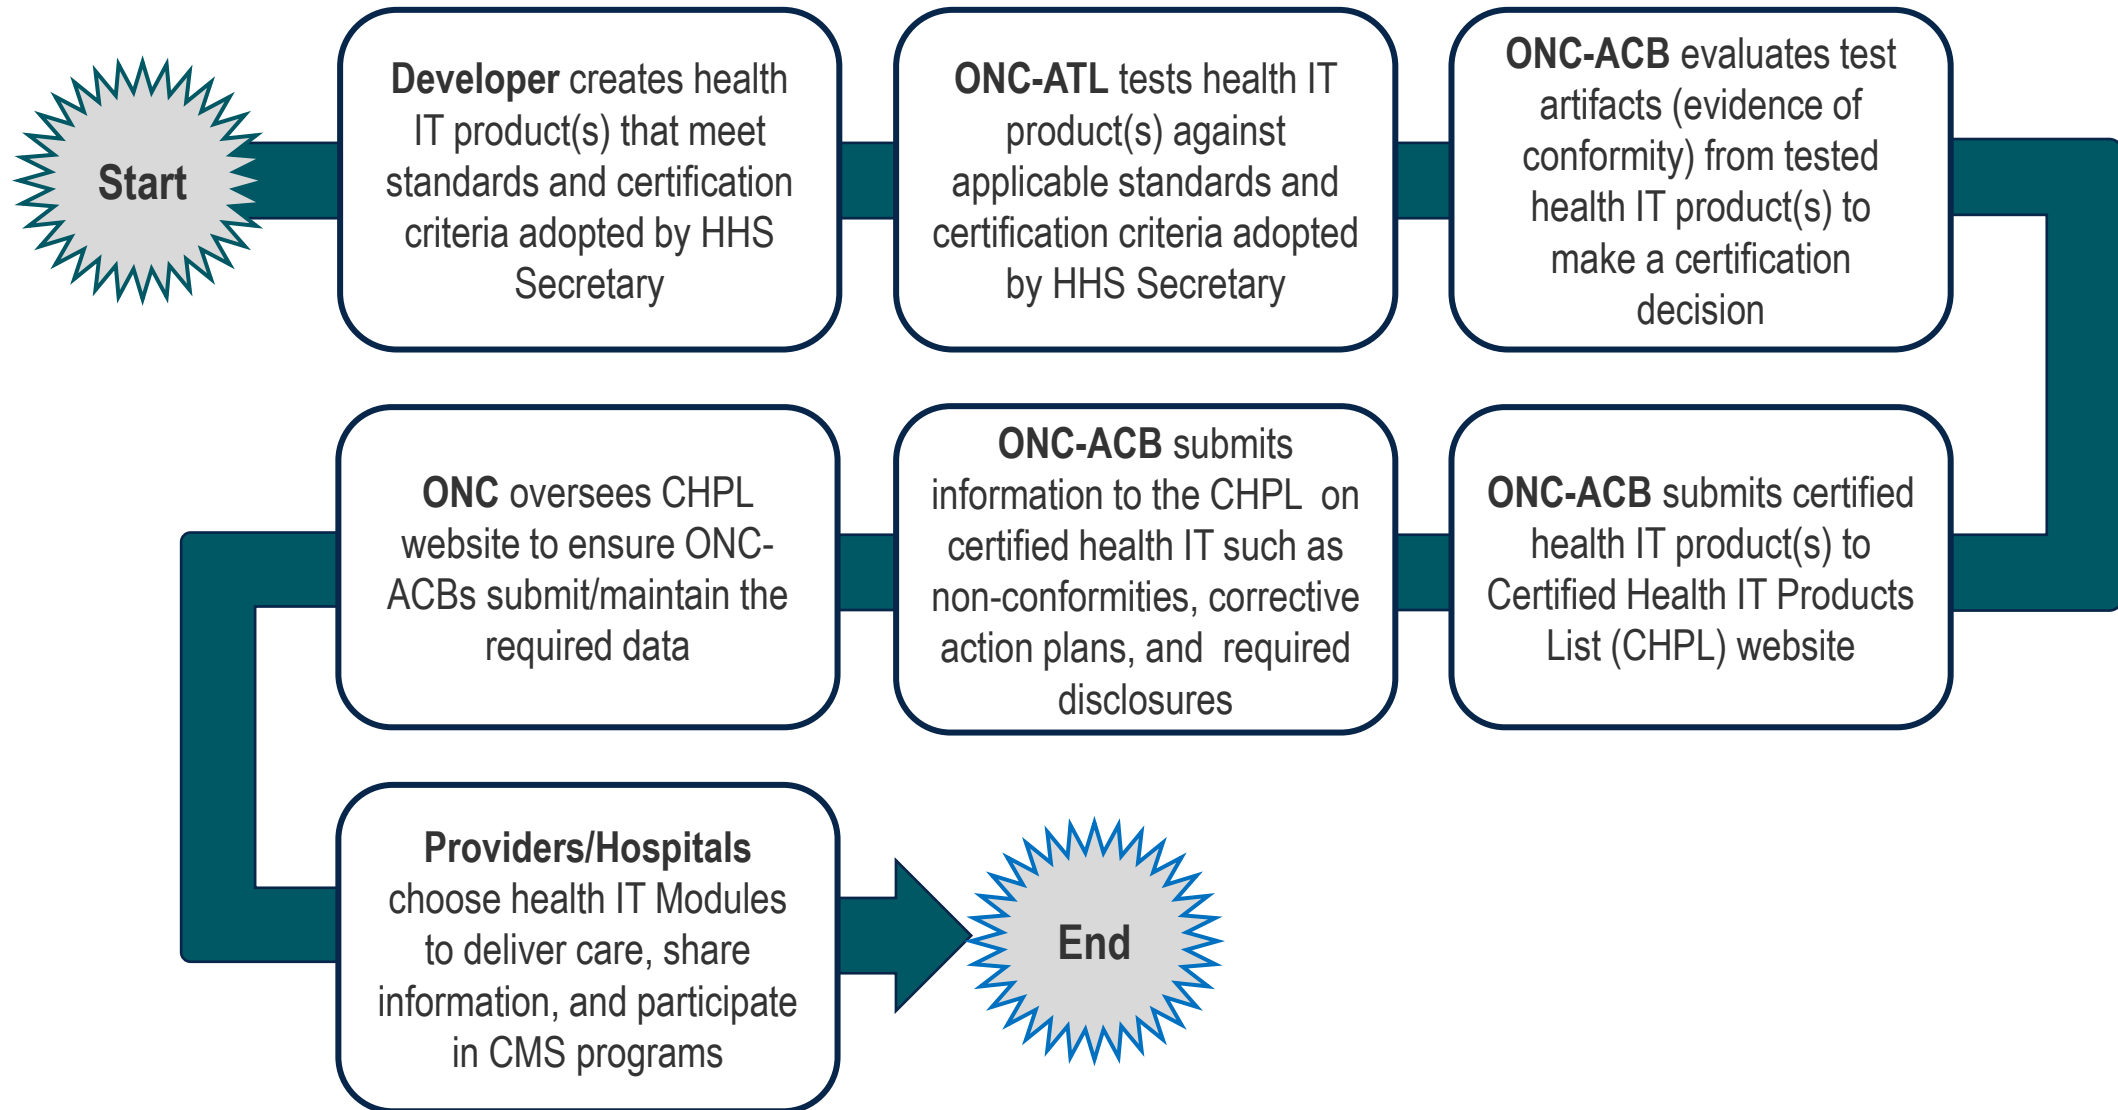 Start
Developer creates health
IT product(s) that meet
standards and certification
criteria adopted by HHS
Secretary
ONC-ATL tests health IT
product(s) against
applicable standards and
certification criteria adopted
by HHS Secretary
ONC-ACB evaluates test
artifacts (evidence of
conformity) from tested
health IT product(s) to
make a certification
decision
ONC-ACB submits certified
health IT product(s) to
Certified Health IT Products
List (CHPL) website
ONC-ACB submits
information to the CHPL on
certified health IT such as
non-conformities, corrective
action plans, and required
disclosures
ONC oversees CHPL
website to ensure ONC-
ACBs submit/maintain the
required data
Providers/Hospitals
choose health IT Modules
to deliver care, share
information, and participate
in CMS programs
End